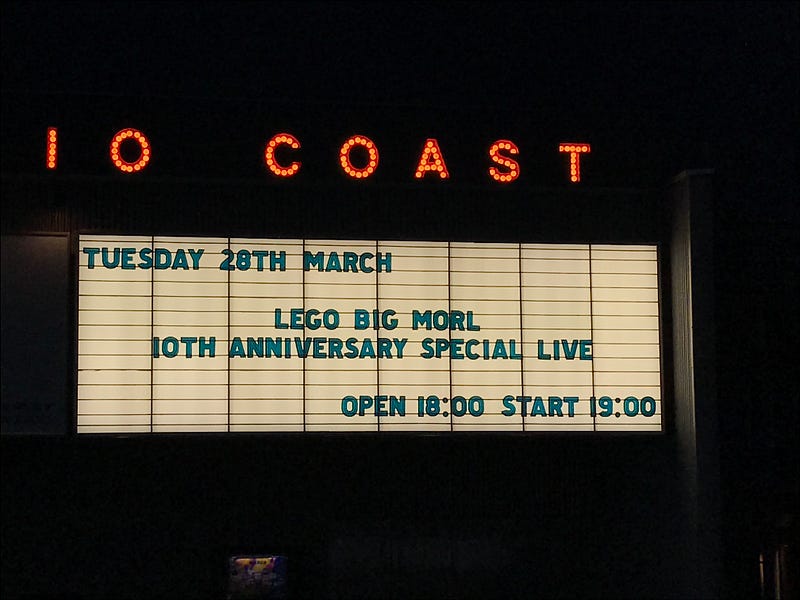 IO COAST
TUESDAY 28TH MARCH
LEGO BIG MORL
10TH ANNIVERSARY SPECIAL LIVE
OPEN 18:00 START 19:00